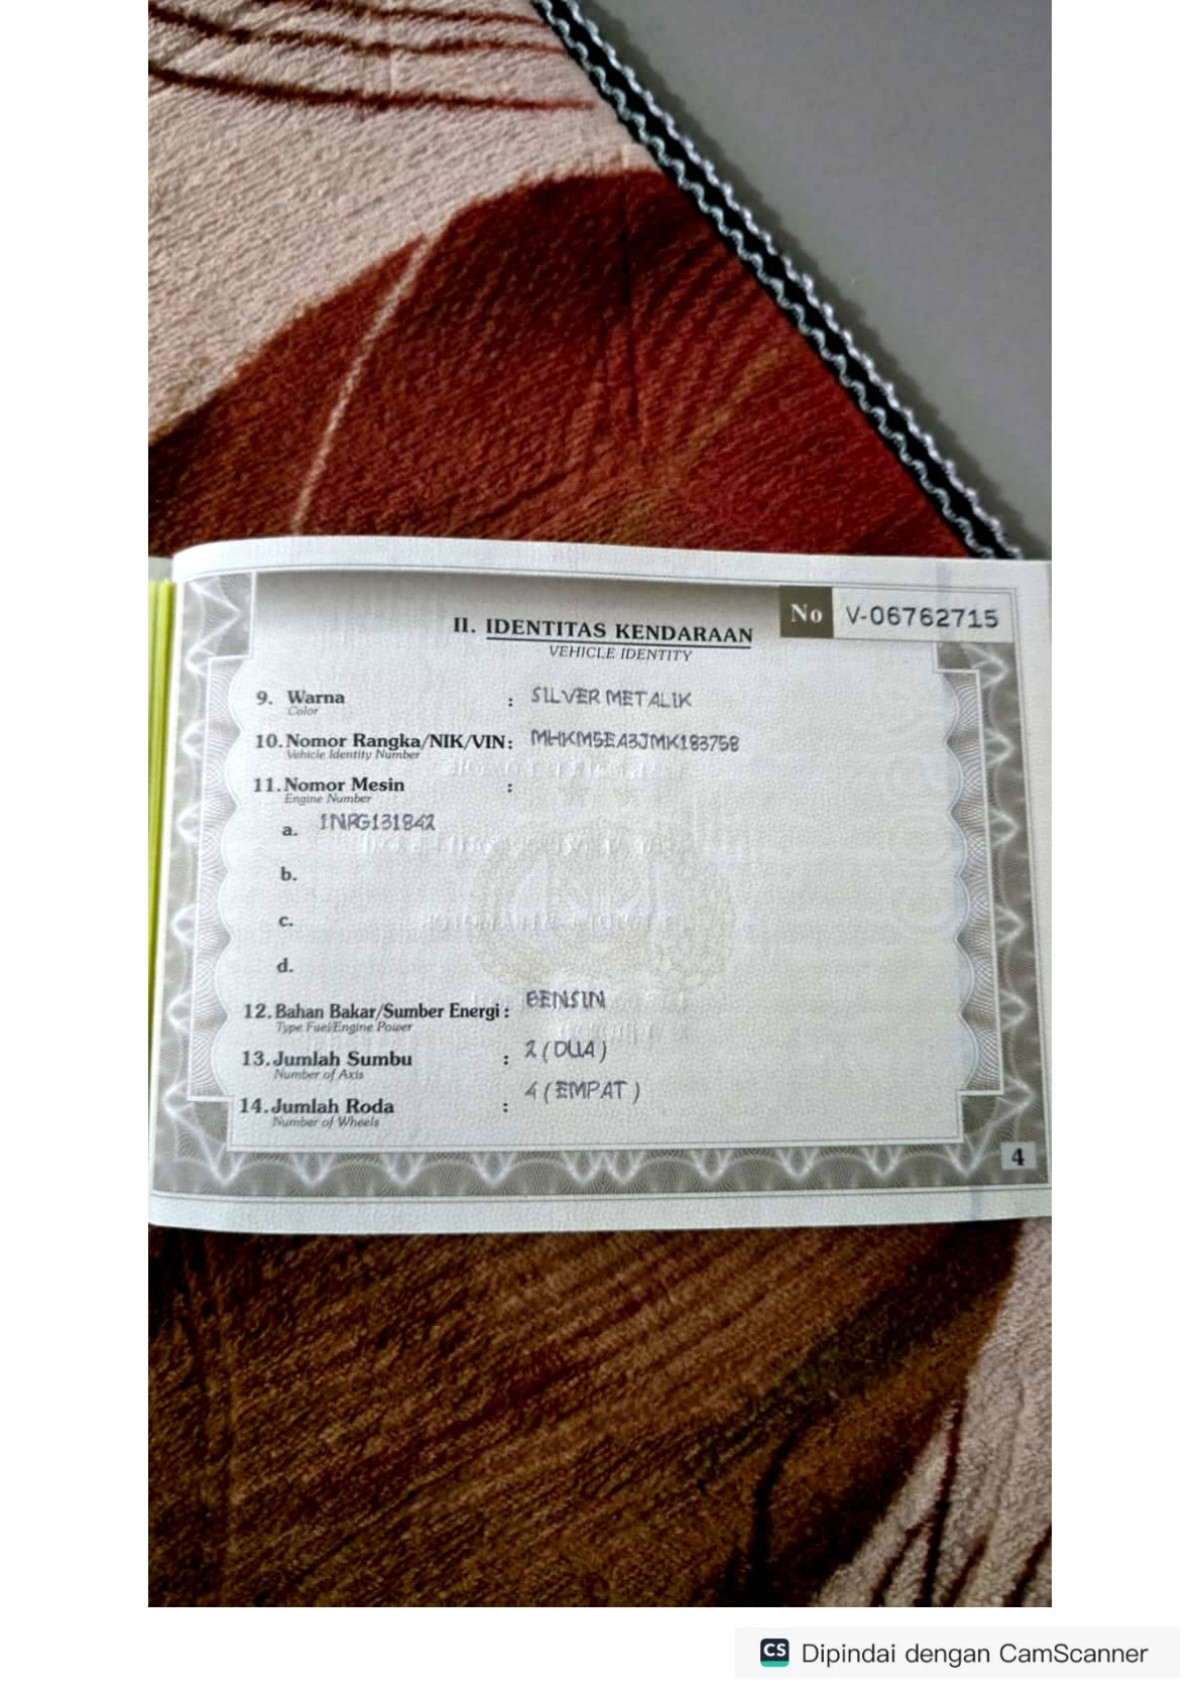 No V-06762715
II. IDENTITAS KENDARAAN
VEHICLE IDENTITY
9. Warna : SILVER METALIK
Color
10. Nomor Rangka/NIK/VIN : MHKM5EA3JMK183758
Vehicle Identity Number
11. Nomor Mesin :
Engine Number
a. 1NRG131842
b.
c.
d.
12. Bahan Bakar/Sumber Energi : BENSIN
Type Fuel/Engine Power
13. Jumlah Sumbu : 2 (DUA)
Number of Axis
14. Jumlah Roda : 4 (EMPAT)
Number of Wheels
4
CS Dipindai dengan CamScanner